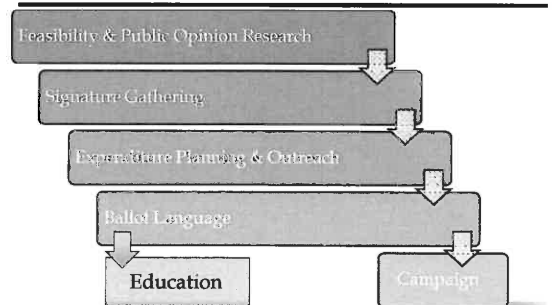 Feasibility & Public Opinion Research
Signature Gathering
Expenditure Planning & Outreach
Ballot Language
Education
Campaign